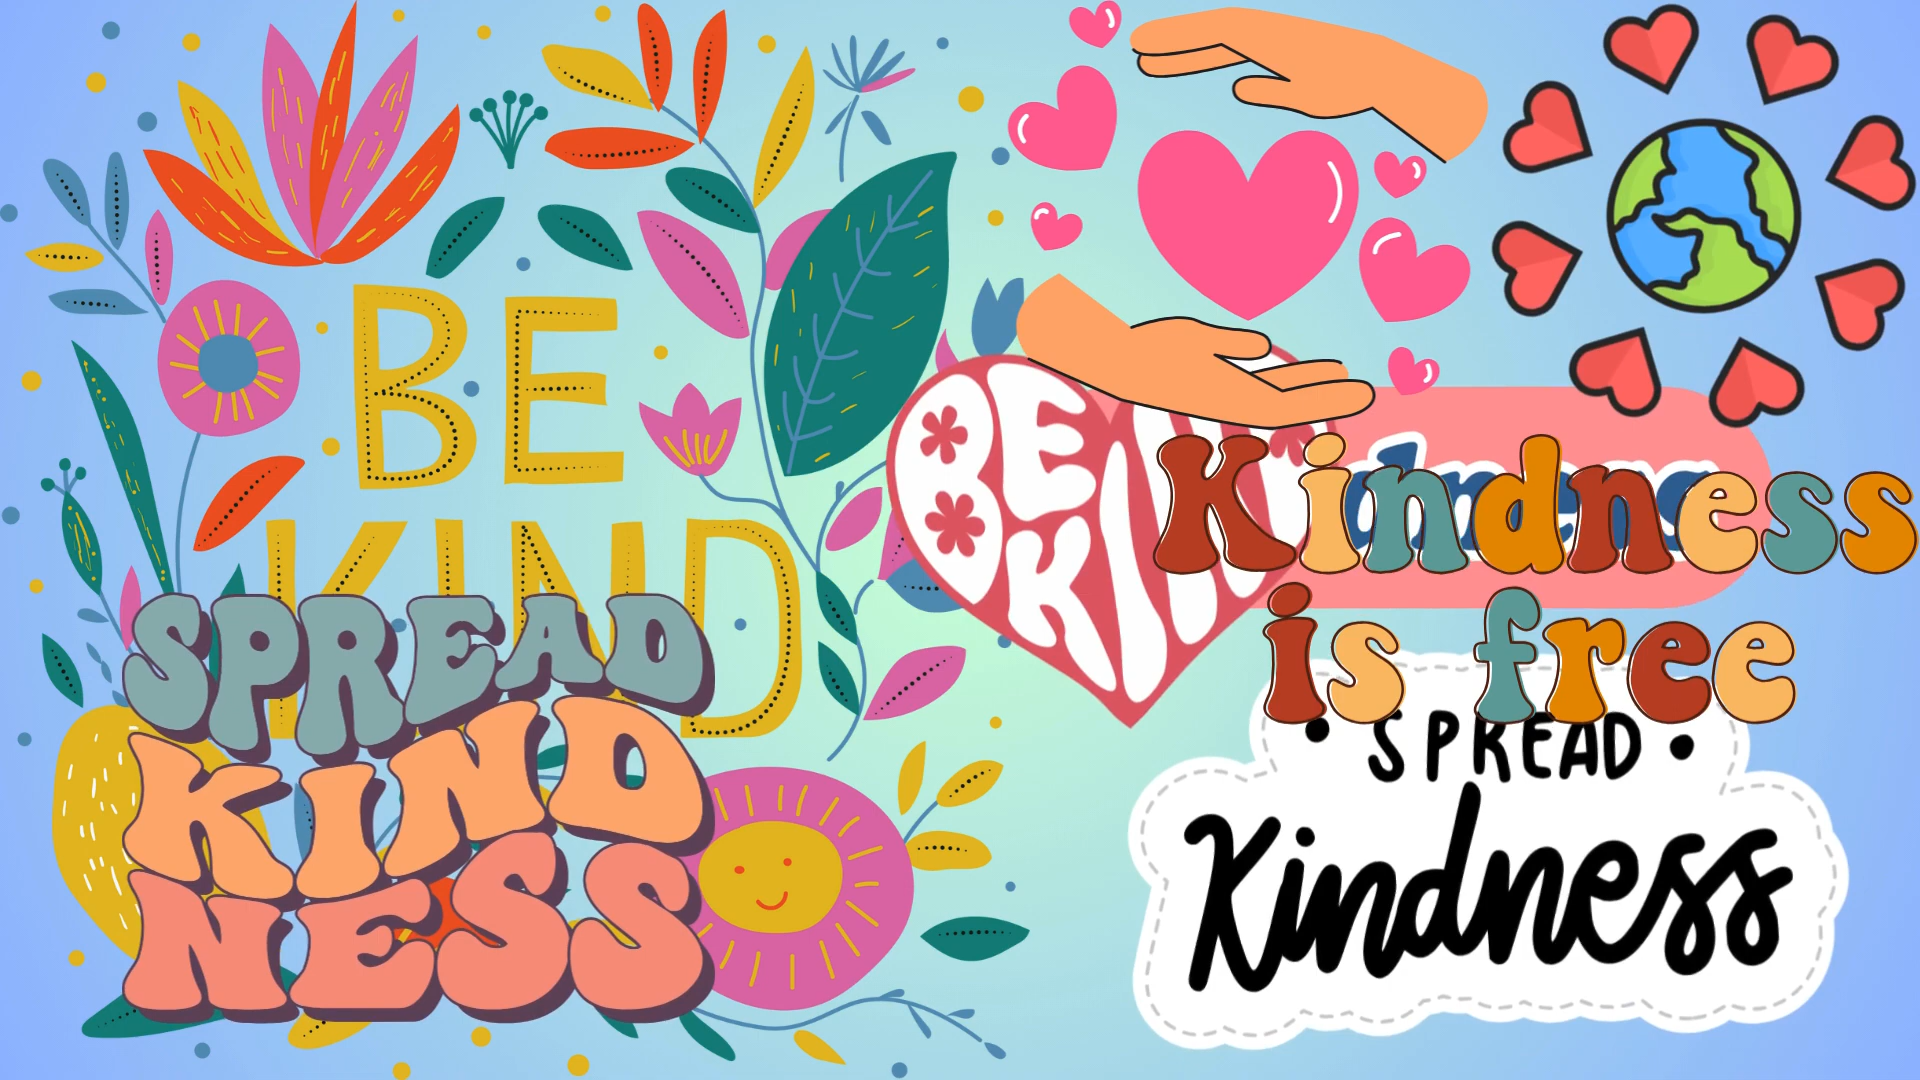 BE
KIND
SPREAD
KIND
NESS
BE
KIN
Kindness
is free
• SPREAD •
Kindness